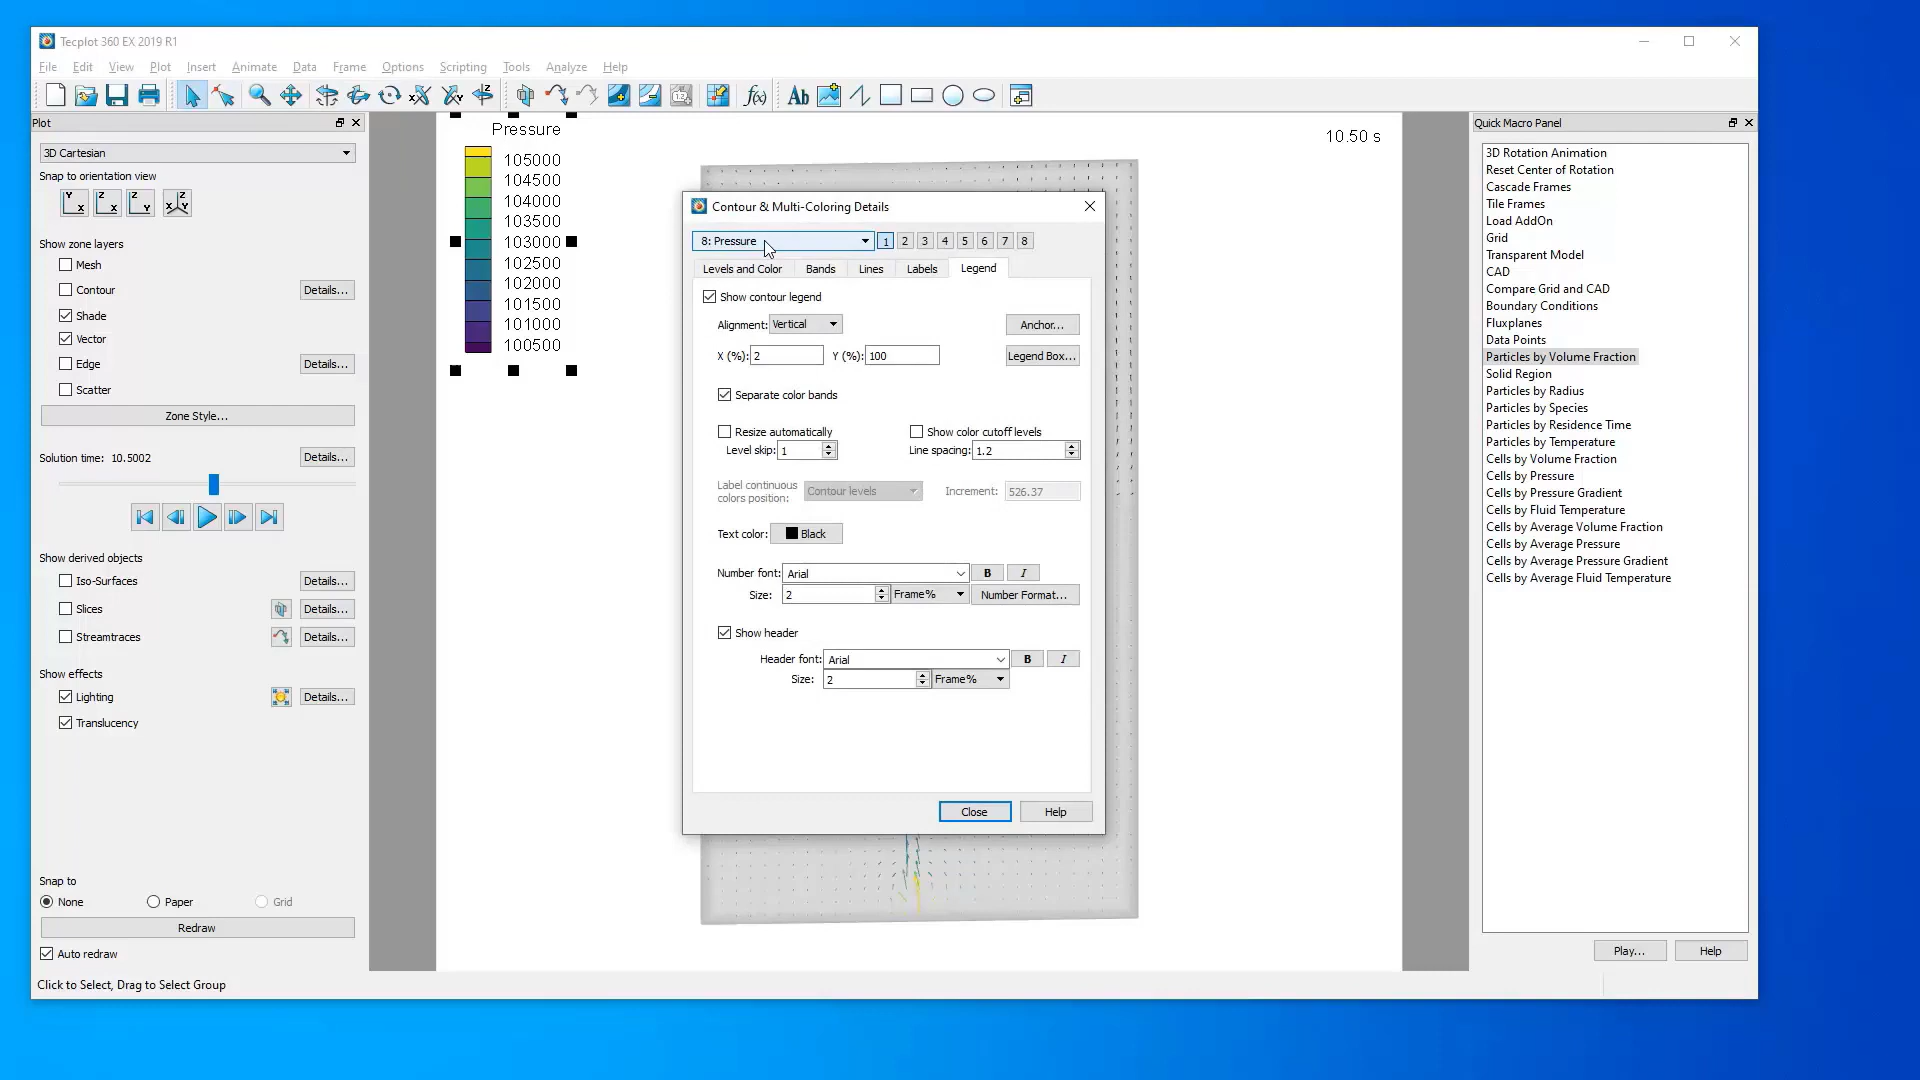 Tecplot 360 EX 2019 R1
File Edit View Plot Insert Animate Data Frame Options Scripting Tools Analyze Help
Plot
3D Cartesian
Snap to orientation view
Show zone layers
Mesh
Contour Details...
Shade
Vector
Edge Details...
Scatter
Zone Style...
Solution time: 10.5002 Details...
Show derived objects
Iso-Surfaces Details...
Slices Details...
Streamtraces Details...
Show effects
Lighting Details...
Translucency
Snap to
None Paper Grid
Redraw
Auto redraw
Click to Select, Drag to Select Group
Pressure
105000
104500
104000
103500
103000
102500
102000
101500
101000
100500
10.50 s
Contour & Multi-Coloring Details
8: Pressure 1 2 3 4 5 6 7 8
Levels and Color Bands Lines Labels Legend
Show contour legend
Alignment: Vertical Anchor...
X (%): 2 Y (%): 100 Legend Box...
Separate color bands
Resize automatically Show color cutoff levels
Level skip: 1 Line spacing: 1.2
Label continuous
colors position: Contour levels Increment: 526.37
Text color: Black
Number font: Arial B I
Size: 2 Frame% Number Format...
Show header
Header font: Arial B I
Size: 2 Frame%
Close Help
Quick Macro Panel
3D Rotation Animation
Reset Center of Rotation
Cascade Frames
Tile Frames
Load AddOn
Grid
Transparent Model
CAD
Compare Grid and CAD
Boundary Conditions
Fluxplanes
Data Points
Particles by Volume Fraction
Solid Region
Particles by Radius
Particles by Species
Particles by Residence Time
Particles by Temperature
Cells by Volume Fraction
Cells by Pressure
Cells by Pressure Gradient
Cells by Fluid Temperature
Cells by Average Volume Fraction
Cells by Average Pressure
Cells by Average Pressure Gradient
Cells by Average Fluid Temperature
Play... Help